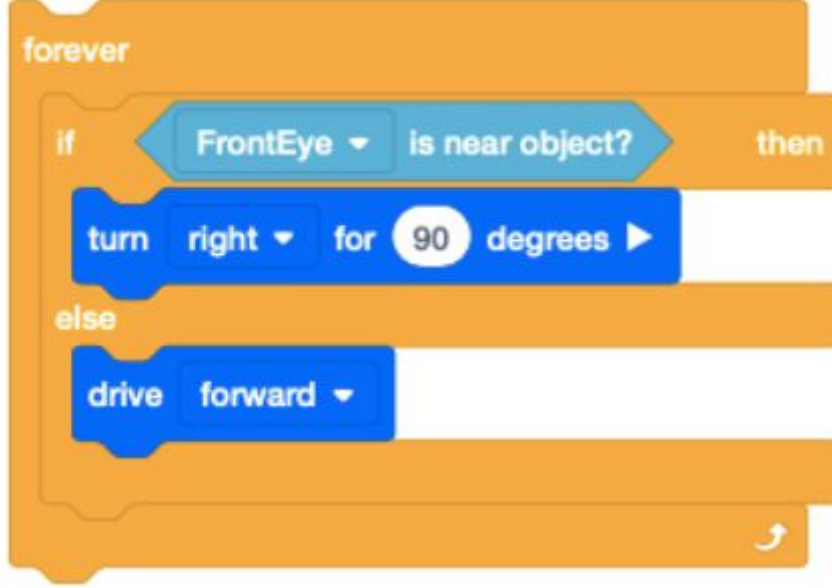 forever
if FrontEye is near object? then
turn right for 90 degrees
else
drive forward